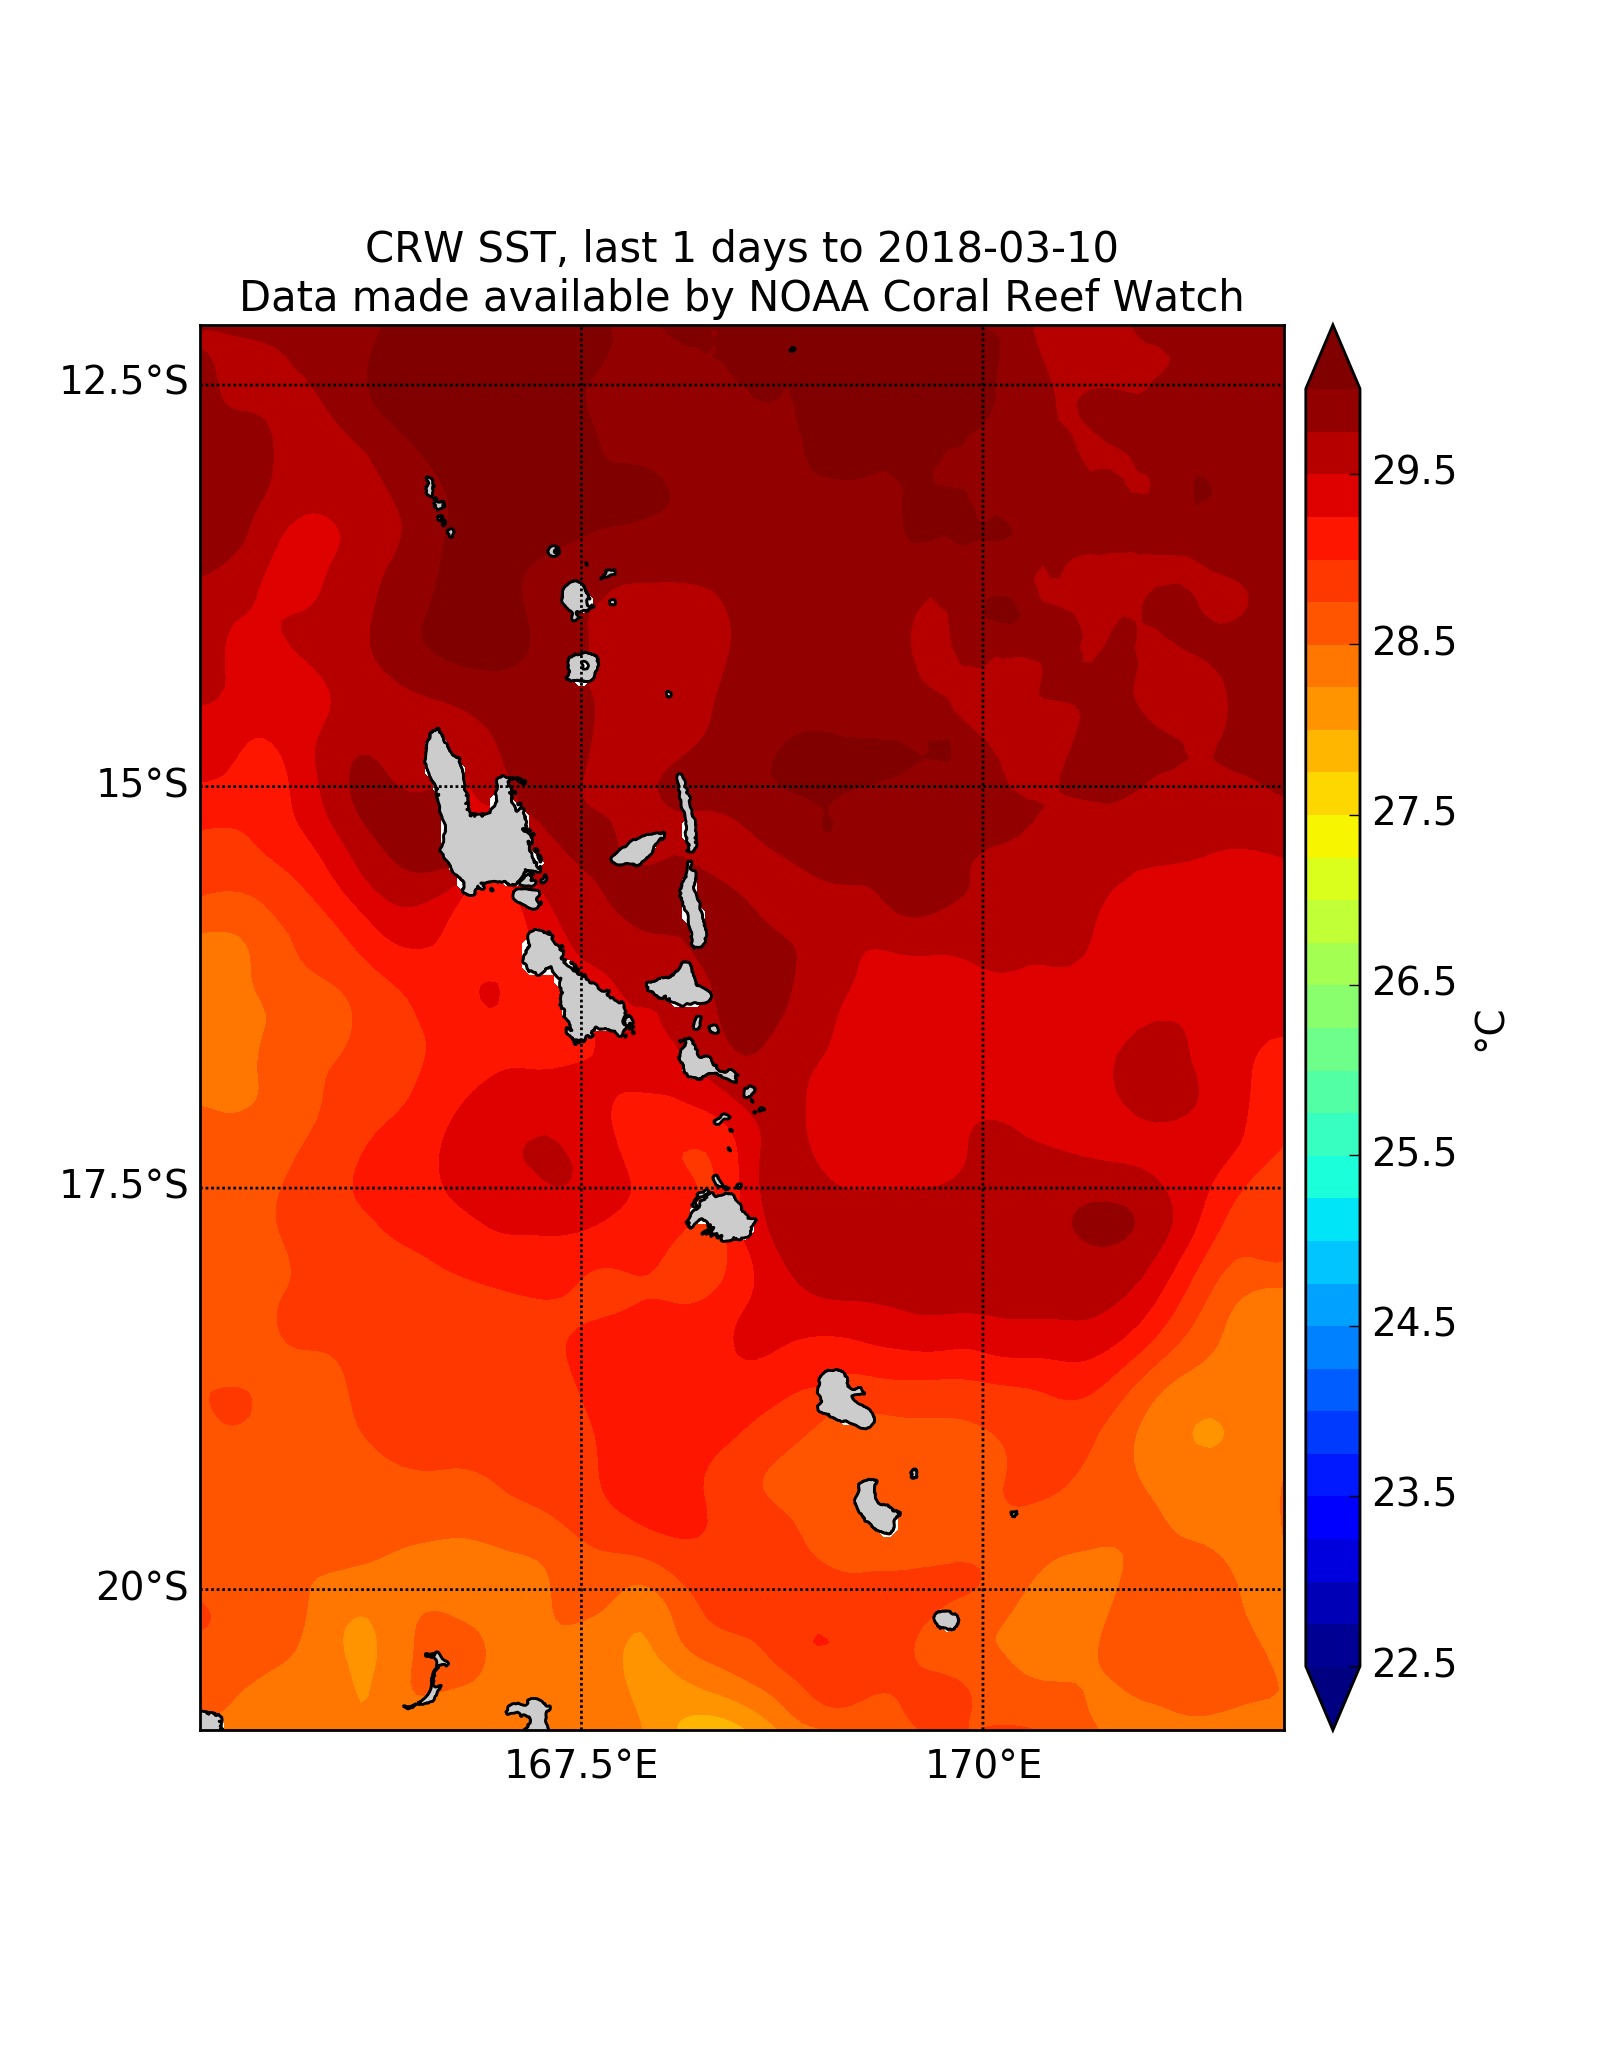 CRW SST, last 1 days to 2018-03-10
Data made available by NOAA Coral Reef Watch
12.5°S
15°S
17.5°S
20°S
167.5°E
170°E
29.5
28.5
27.5
26.5
25.5
24.5
23.5
22.5
°C